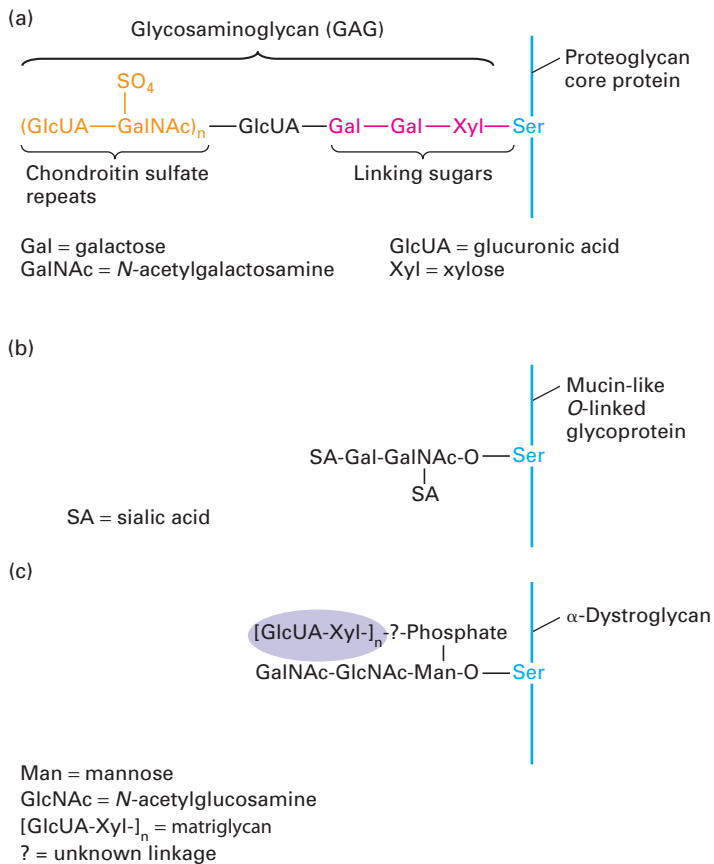 (a)
Glycosaminoglycan (GAG)
Proteoglycan
core protein
SO4
(GlcUA—GalNAc)n—GlcUA—Gal—Gal—Xyl—Ser
Chondroitin sulfate
repeats
Linking sugars
Gal = galactose
GalNAc = N-acetylgalactosamine
GlcUA = glucuronic acid
Xyl = xylose
(b)
Mucin-like
O-linked
glycoprotein
SA-Gal-GalNAc-O—Ser
SA
SA = sialic acid
(c)
α-Dystroglycan
[GlcUA-Xyl-]n-?-Phosphate
GalNAc-GlcNAc-Man-O—Ser
Man = mannose
GlcNAc = N-acetylglucosamine
[GlcUA-Xyl-]n = matriglycan
? = unknown linkage